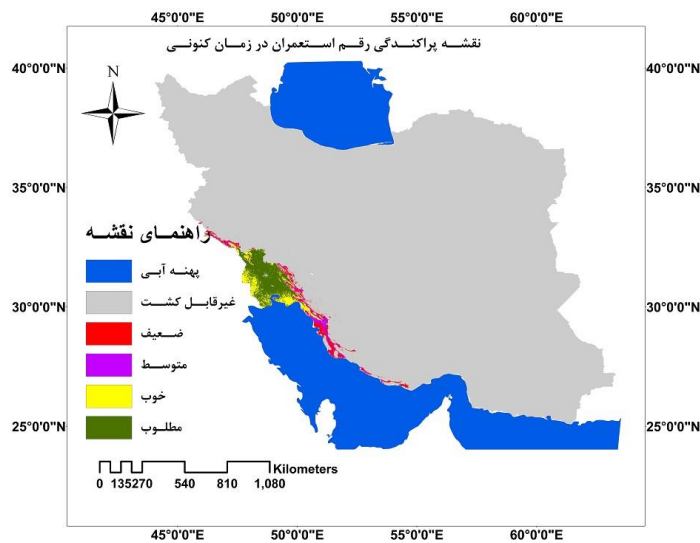 45°0'0"E 50°0'0"E 55°0'0"E 60°0'0"E
نقشه پراکندگی رقم استعمران در زمان کنونی
40°0'0"N 40°0'0"N
N
35°0'0"N 35°0'0"N
راهنمای نقشه
پهنه آبی
غیرقابل کشت
30°0'0"N 30°0'0"N
ضعیف
متوسط
خوب
مطلوب
25°0'0"N 25°0'0"N
Kilometers
0 135270 540 810 1,080
45°0'0"E 50°0'0"E 55°0'0"E 60°0'0"E